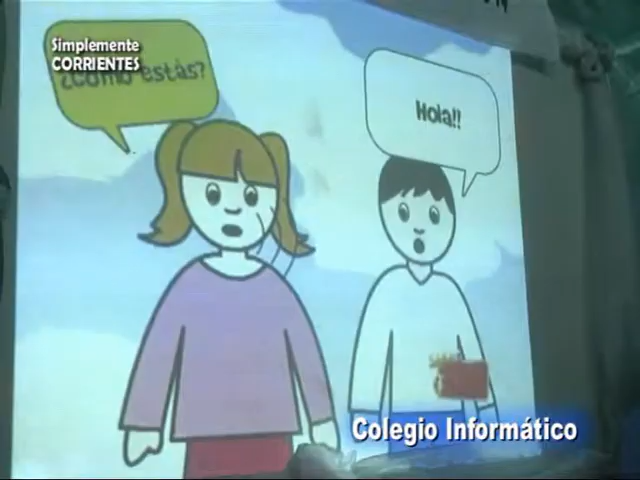 Simplemente
CORRIENTES
¿Cómo estás?
Hola!!
Colegio Informático